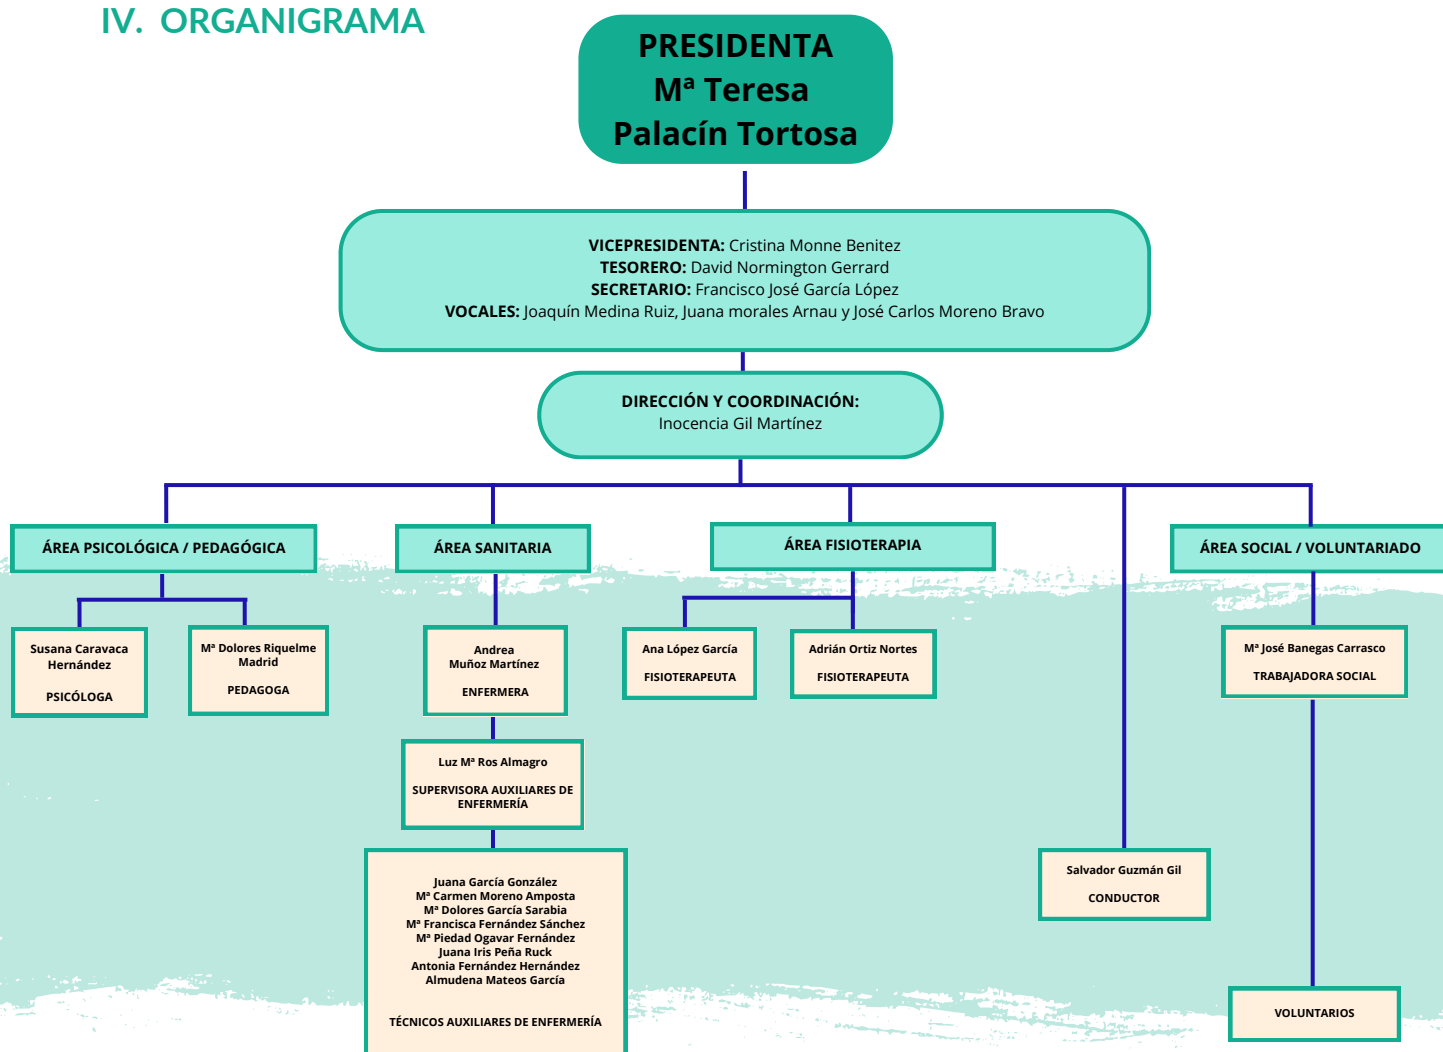 IV. ORGANIGRAMA
PRESIDENTA
Mª Teresa
Palacín Tortosa
VICEPRESIDENTA: Cristina Monne Benitez
TESORERO: David Normington Gerrard
SECRETARIO: Francisco José García López
VOCALES: Joaquín Medina Ruiz, Juana morales Arnau y José Carlos Moreno Bravo
DIRECCIÓN Y COORDINACIÓN:
Inocencia Gil Martínez
ÁREA PSICOLÓGICA / PEDAGÓGICA
ÁREA SANITARIA
ÁREA FISIOTERAPIA
ÁREA SOCIAL / VOLUNTARIADO
Susana Caravaca
Hernández
PSICÓLOGA
Mª Dolores Riquelme
Madrid
PEDAGOGA
Andrea
Muñoz Martínez
ENFERMERA
Ana López García
FISIOTERAPEUTA
Adrián Ortiz Nortes
FISIOTERAPEUTA
Mª José Banegas Carrasco
TRABAJADORA SOCIAL
Luz Mª Ros Almagro
SUPERVISORA AUXILIARES DE
ENFERMERÍA
Juana García González
Mª Carmen Moreno Amposta
Mª Dolores García Sarabia
Mª Francisca Fernández Sánchez
Mª Piedad Ogavar Fernández
Juana Iris Peña Ruck
Antonia Fernández Hernández
Almudena Mateos García
TÉCNICOS AUXILIARES DE ENFERMERÍA
Salvador Guzmán Gil
CONDUCTOR
VOLUNTARIOS